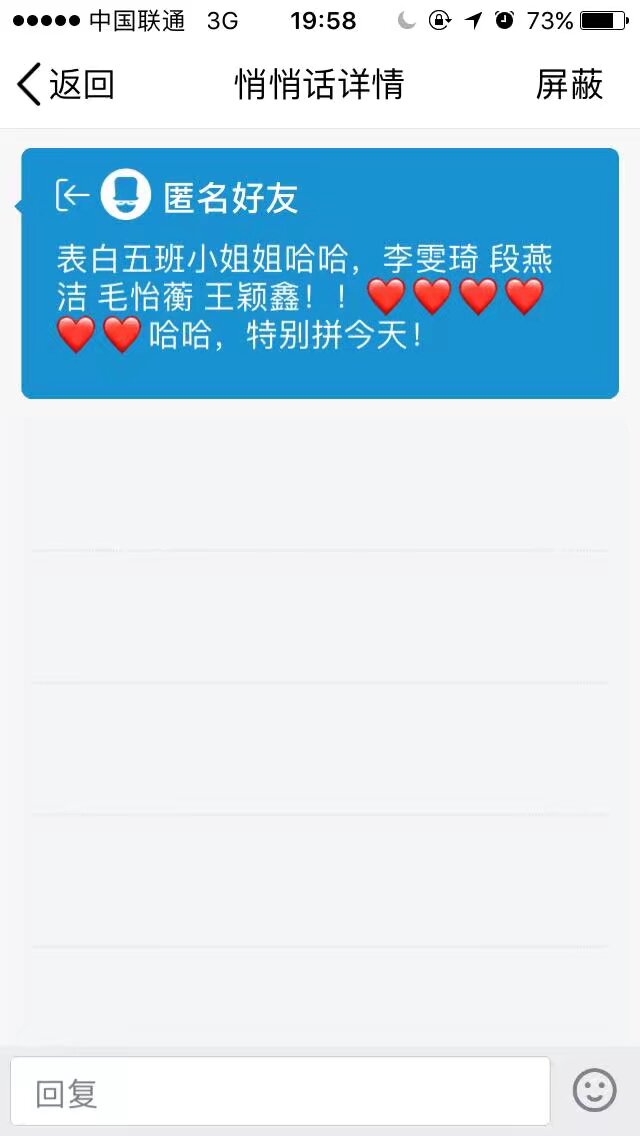 中国联通 3G 19:58 73%
返回 悄悄话详情 屏蔽
匿名好友
表白五班小姐姐哈哈，李雯琦 段燕
洁 毛怡蘅 王颖鑫！！❤️❤️❤️❤️
❤️❤️哈哈，特别拼今天！
回复